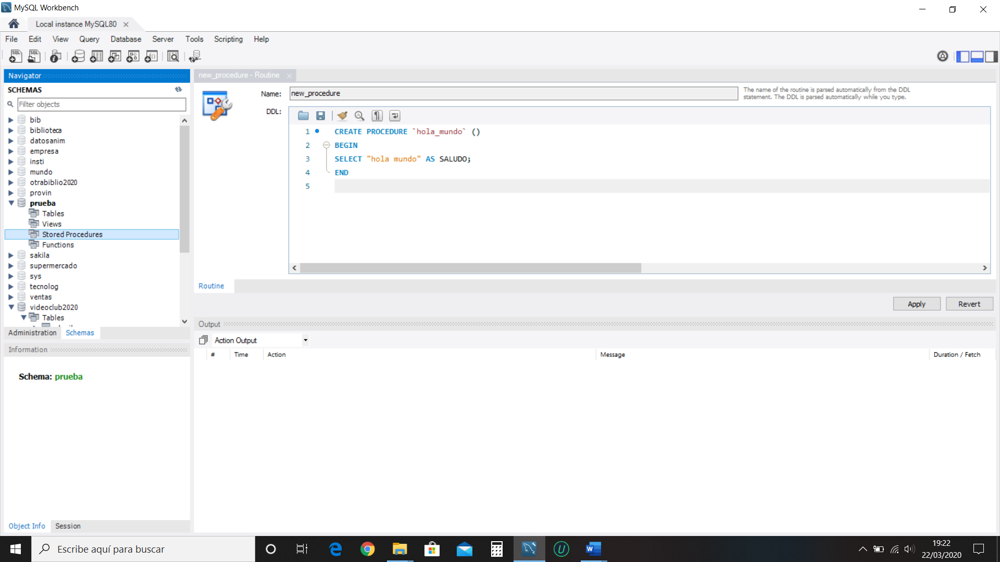 MySQL Workbench
Local instance MySQL80
File Edit View Query Database Server Tools Scripting Help
Navigator
SCHEMAS
Filter objects
bib
biblioteca
datosanim
empresa
insti
mundo
otrabiblio2020
provin
prueba
Tables
Views
Stored Procedures
Functions
sakila
supermercado
sys
tecnolog
ventas
videoclub2020
Tables
Administration Schemas
Information
Schema: prueba
Object Info Session
new_procedure - Routine
Name: new_procedure
The name of the routine is parsed automatically from the DDL
statement. The DDL is parsed automatically while you type.
DDL:
1 CREATE PROCEDURE `hola_mundo` ()
2 BEGIN
3 SELECT "hola mundo" AS SALUDO;
4 END
5
Routine
Apply Revert
Output
Action Output
# Time Action Message Duration / Fetch
Escribe aquí para buscar
19:22
22/03/2020